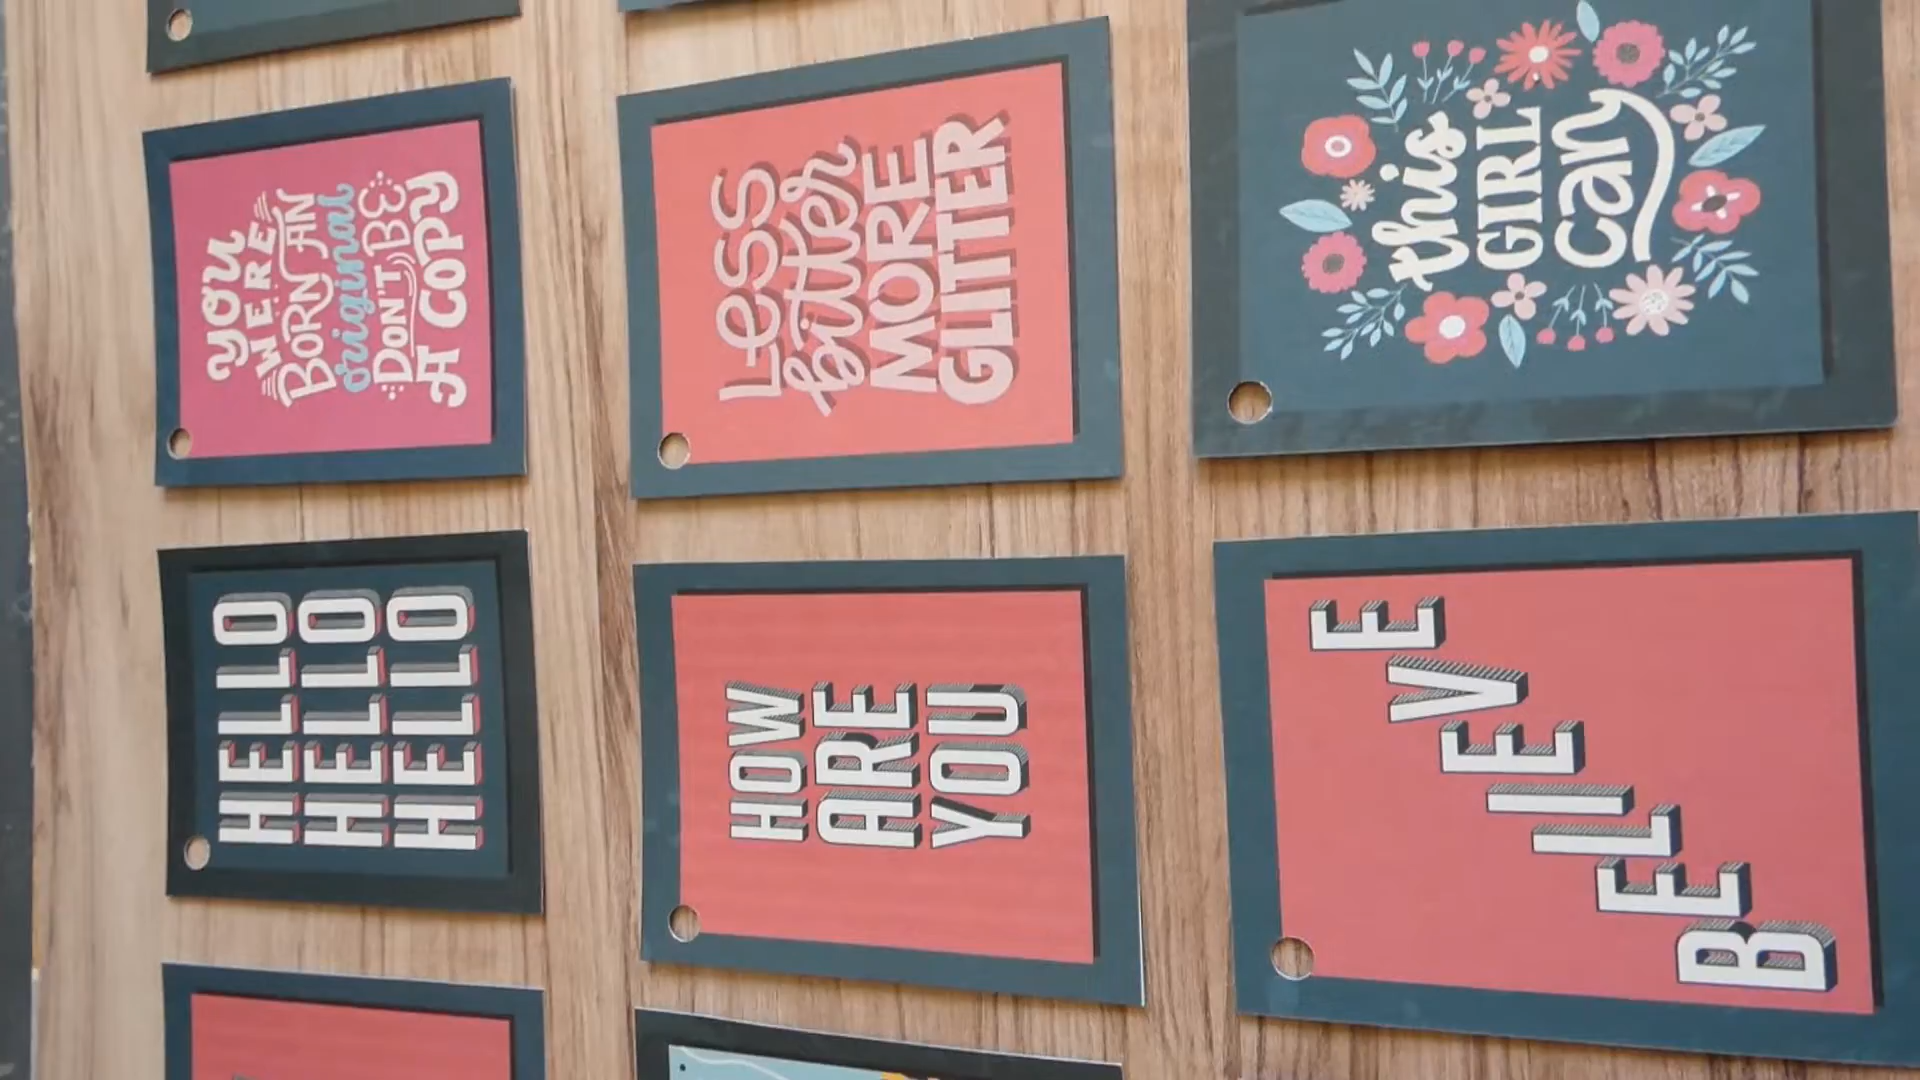 you
WERE
BORN AN
original
DON'T BE
A COPY
Less
bitter
MORE
GLITTER
this
GIRL
can
HELLO
HELLO
HELLO
HOW
ARE
YOU
BELIEVE